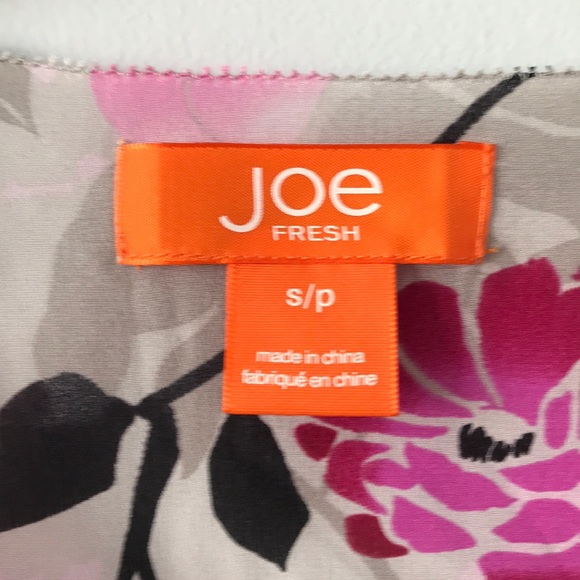 Joe
FRESH
s/p
made in china
fabriqué en chine